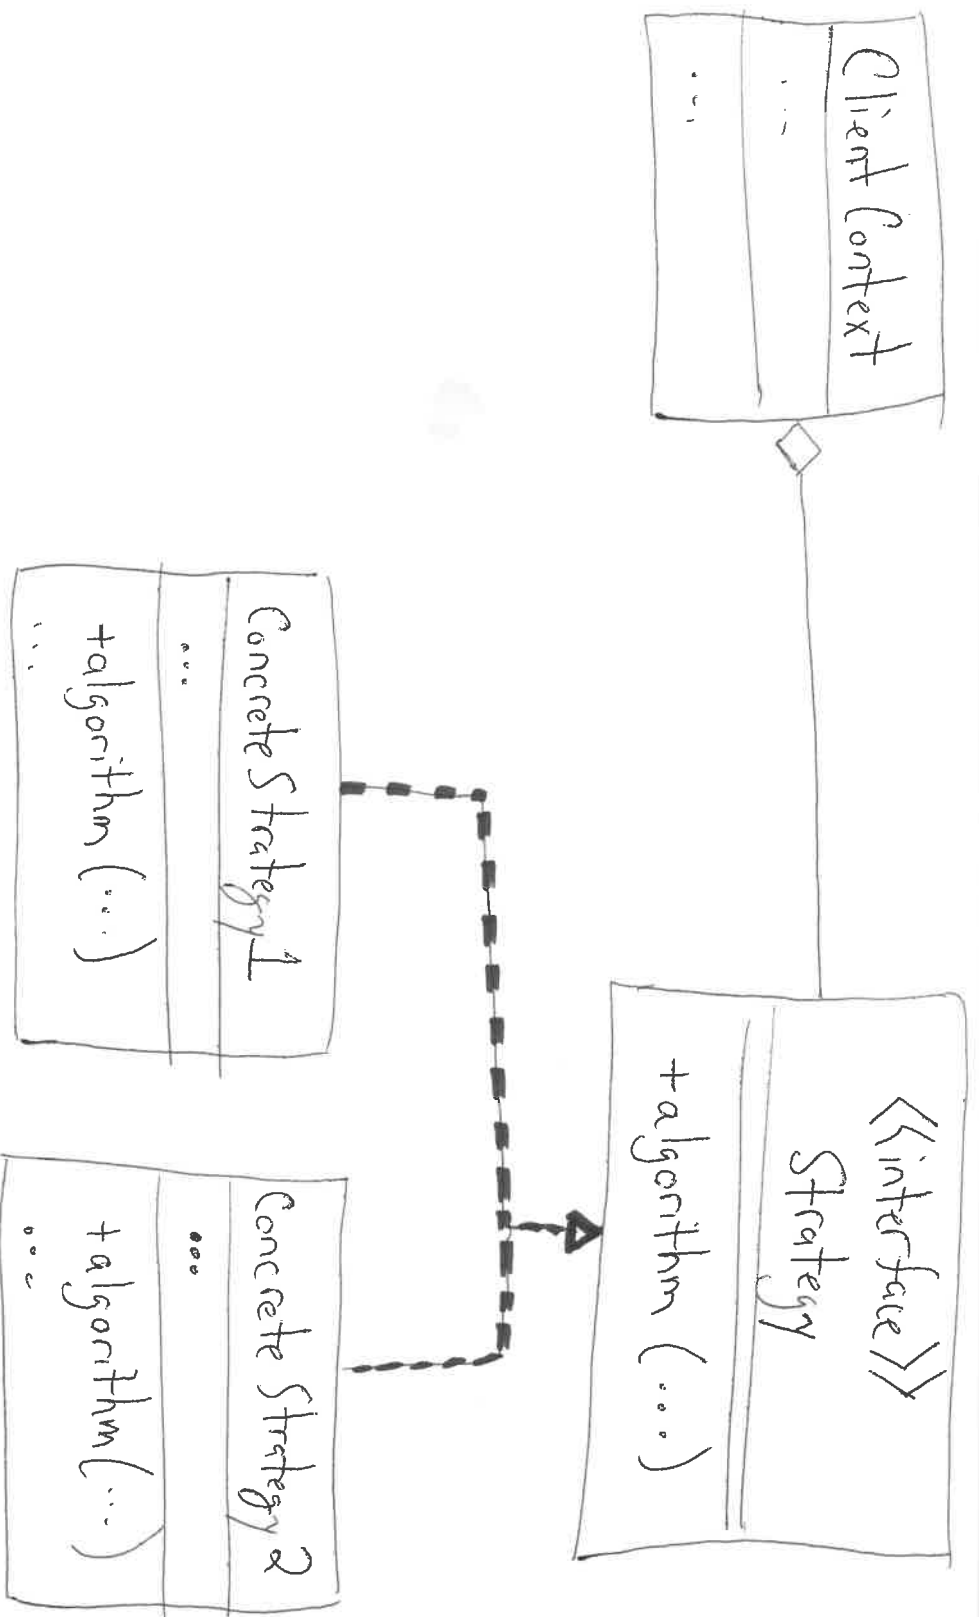 Client Context
...
...
<<interface>>
Strategy
+algorithm (...)
Concrete Strategy 1
...
+algorithm (...)
...
Concrete Strategy 2
...
+algorithm(...)
...